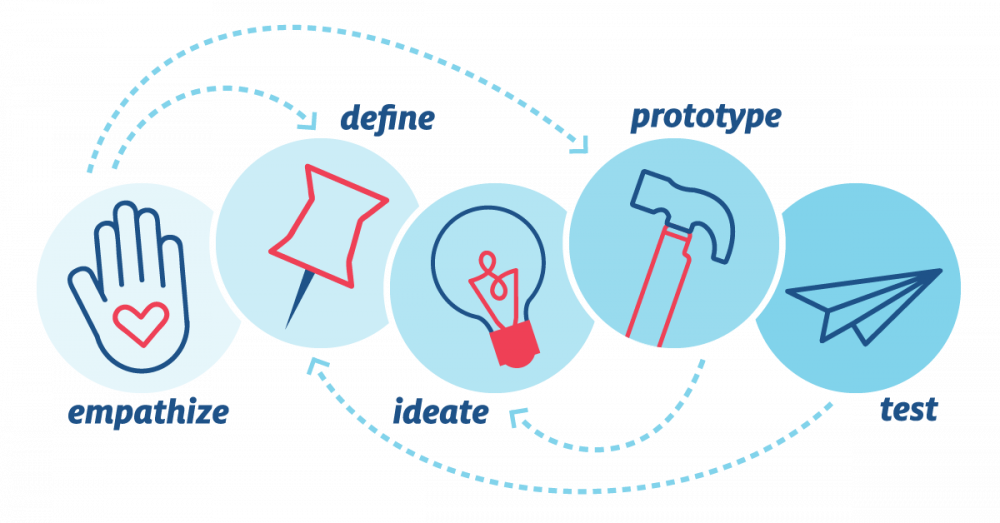 empathize
define
ideate
prototype
test